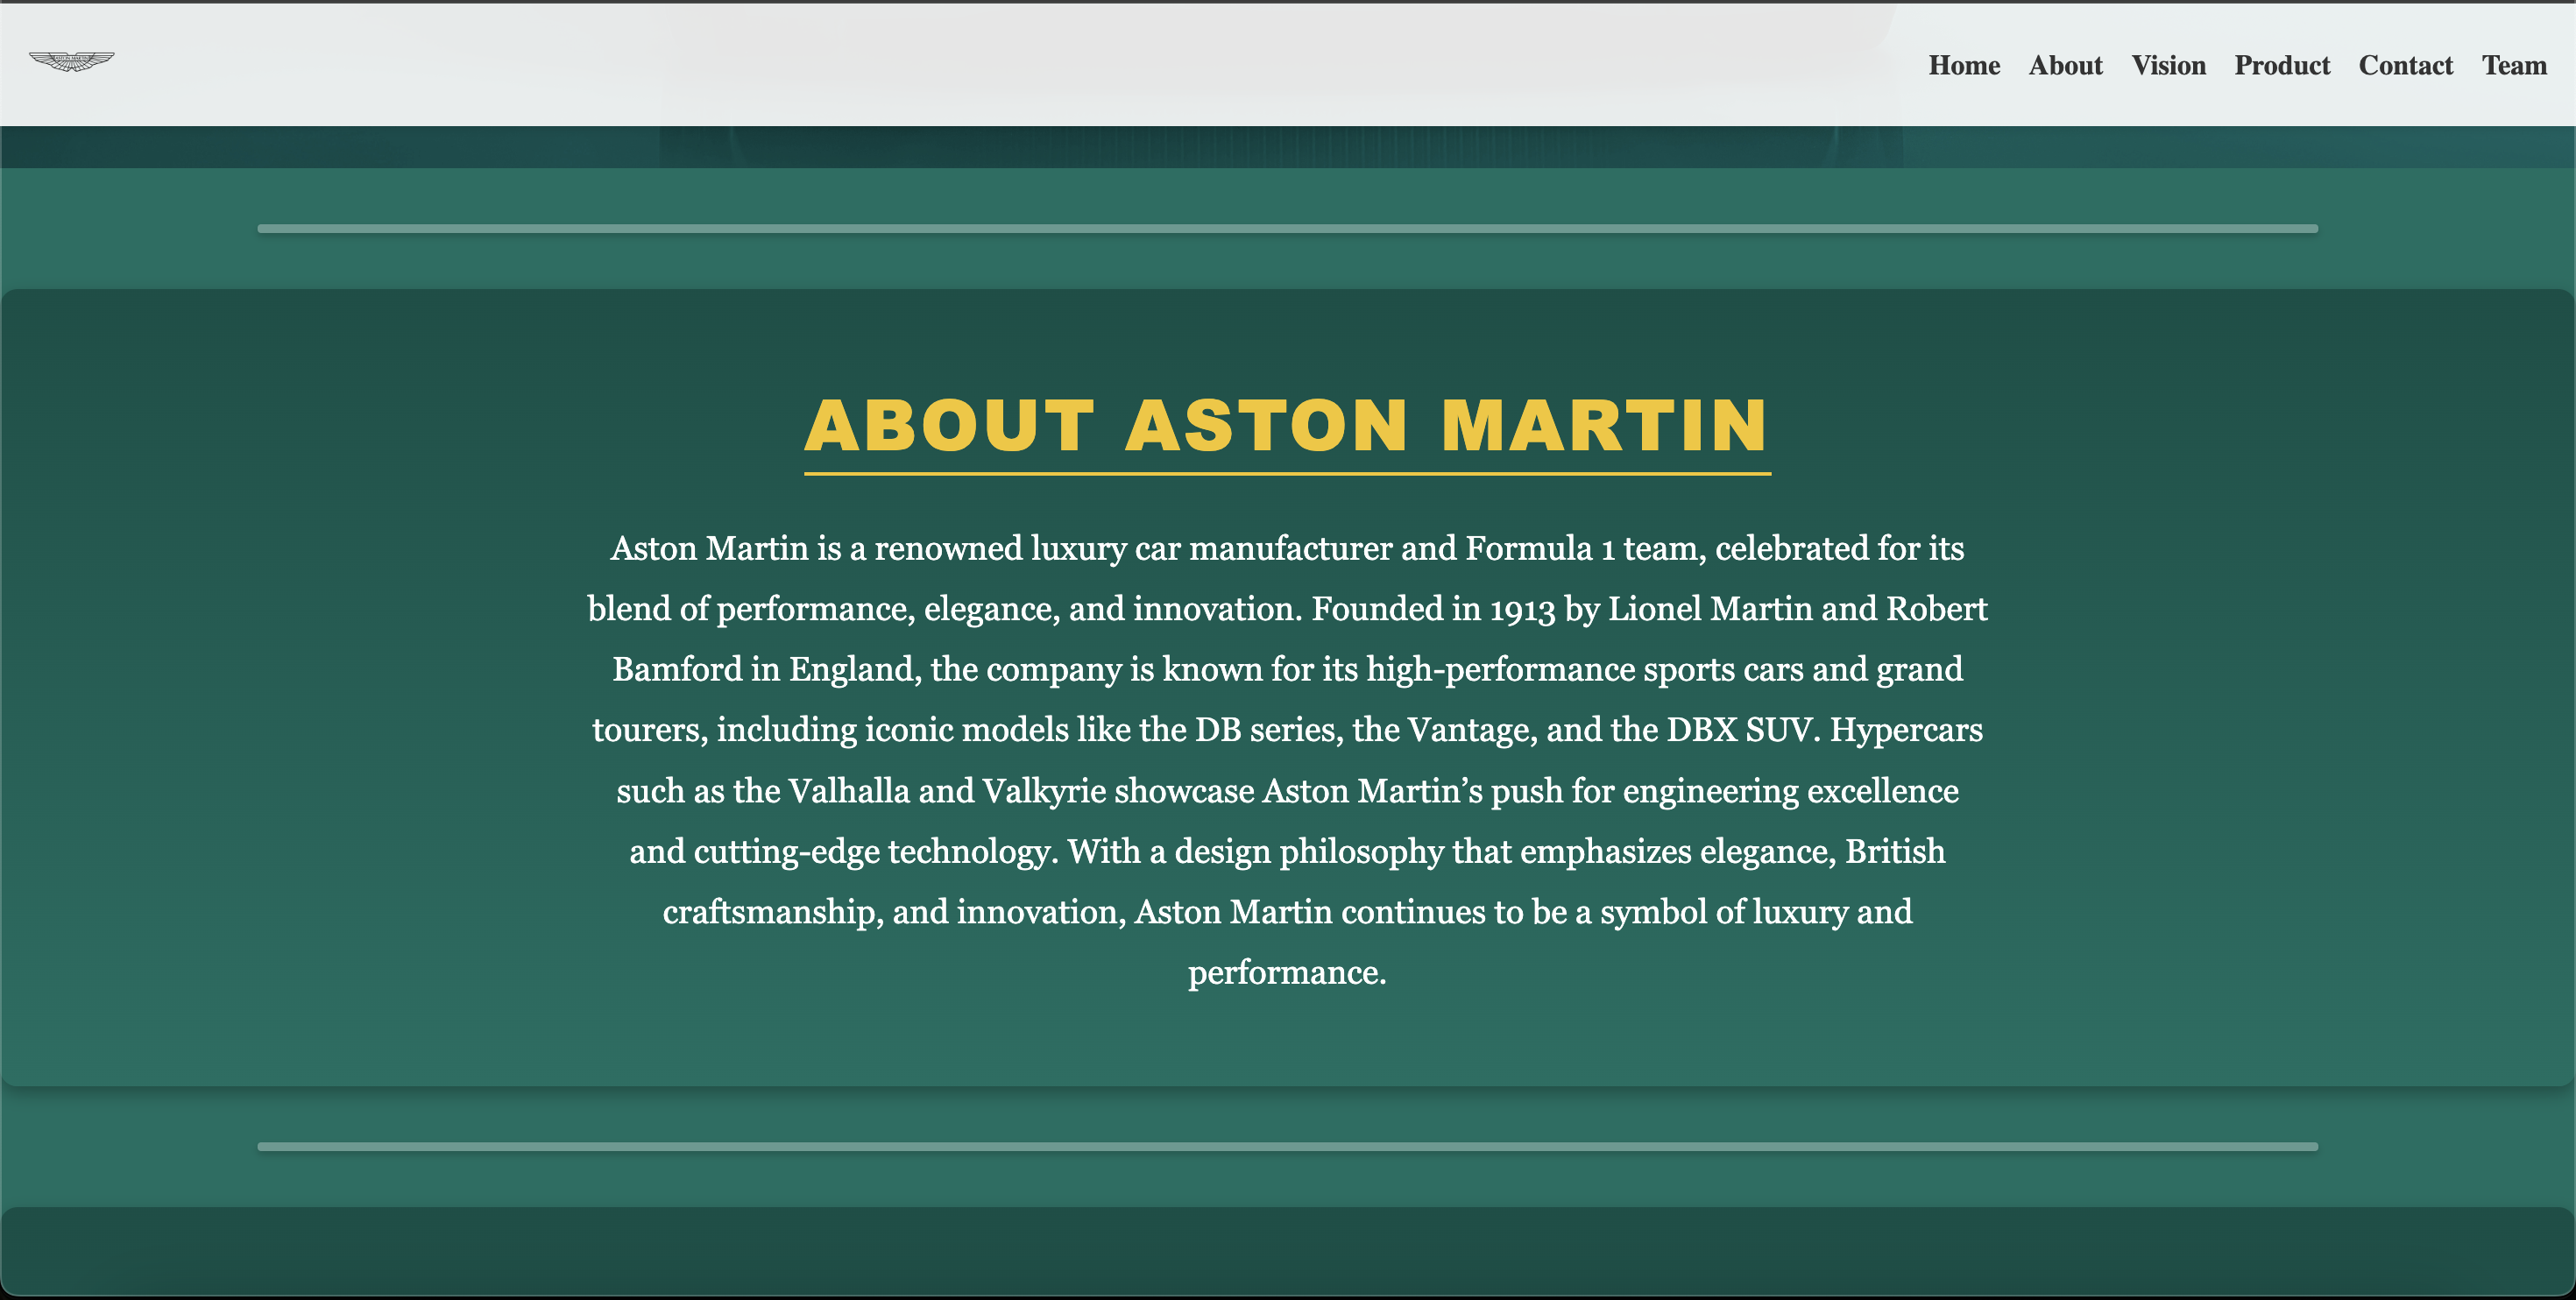 ASTON MARTIN
Home About Vision Product Contact Team
ABOUT ASTON MARTIN
Aston Martin is a renowned luxury car manufacturer and Formula 1 team, celebrated for its
blend of performance, elegance, and innovation. Founded in 1913 by Lionel Martin and Robert
Bamford in England, the company is known for its high-performance sports cars and grand
tourers, including iconic models like the DB series, the Vantage, and the DBX SUV. Hypercars
such as the Valhalla and Valkyrie showcase Aston Martin’s push for engineering excellence
and cutting-edge technology. With a design philosophy that emphasizes elegance, British
craftsmanship, and innovation, Aston Martin continues to be a symbol of luxury and
performance.